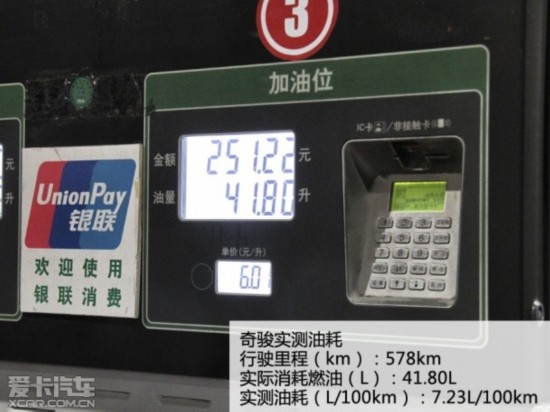 3
加油位
IC卡 /非接触卡
金额 251.22 元
油量 41.80 升
单价(元/升)
6.01
UnionPay
银联
欢迎使用
银联消费
奇骏实测油耗
行驶里程（km）：578km
实际消耗燃油（L）：41.80L
实测油耗（L/100km）：7.23L/100km
爱卡汽车
XCAR.COM.CN